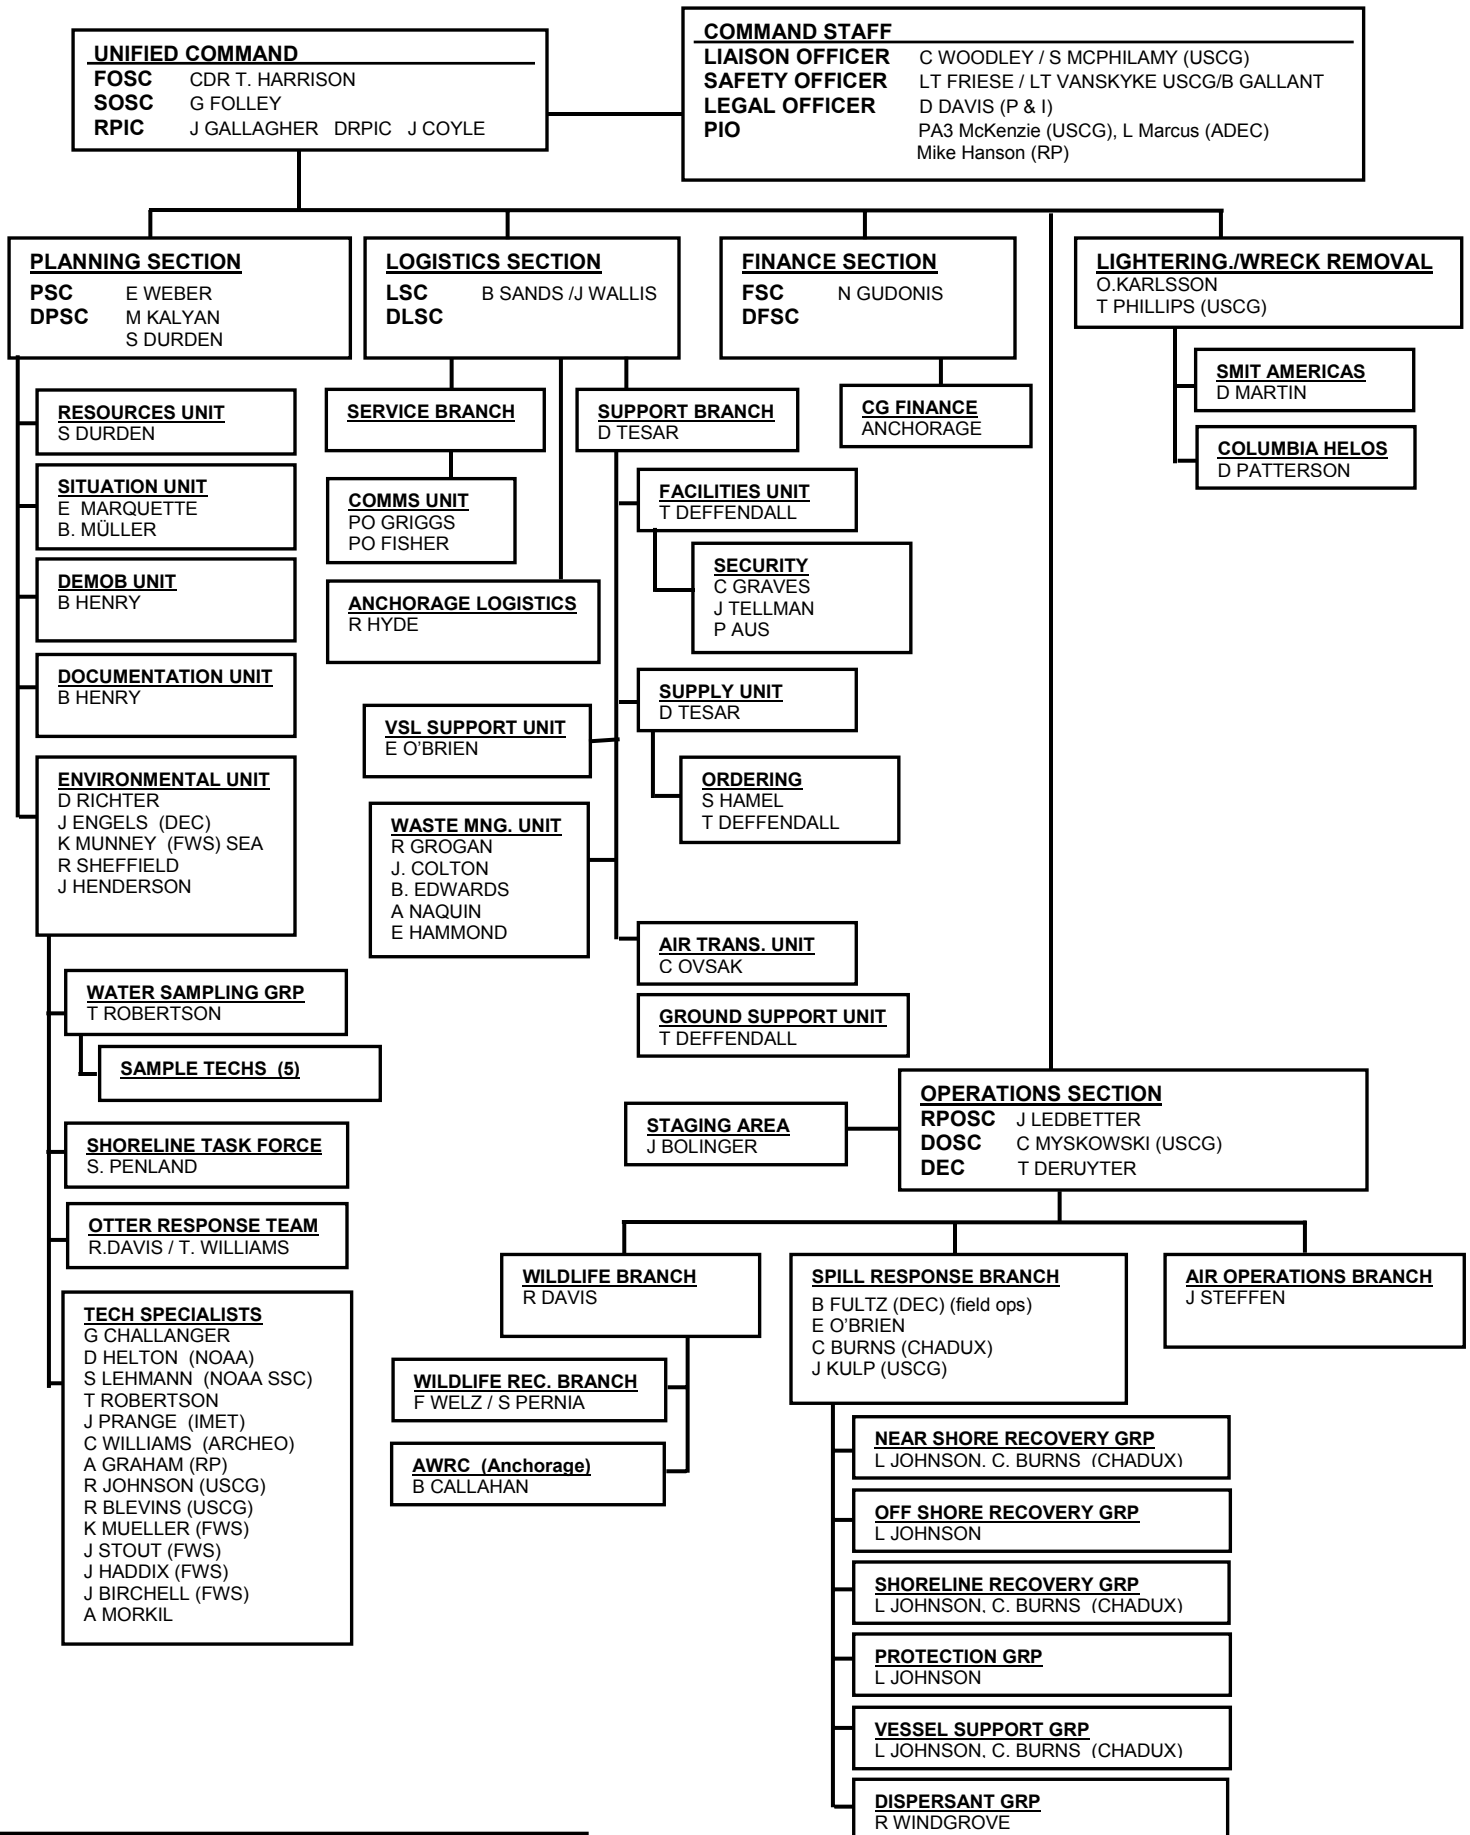 UNIFIED COMMAND
FOSC CDR T. HARRISON
SOSC G FOLLEY
RPIC J GALLAGHER DRPIC J COYLE
COMMAND STAFF
LIAISON OFFICER C WOODLEY / S MCPHILAMY (USCG)
SAFETY OFFICER LT FRIESE / LT VANSKYKE USCG/B GALLANT
LEGAL OFFICER D DAVIS (P & I)
PIO PA3 McKenzie (USCG), L Marcus (ADEC)
Mike Hanson (RP)
PLANNING SECTION
PSC E WEBER
DPSC M KALYAN
S DURDEN
LOGISTICS SECTION
LSC B SANDS /J WALLIS
DLSC
FINANCE SECTION
FSC N GUDONIS
DFSC
LIGHTERING./WRECK REMOVAL
O.KARLSSON
T PHILLIPS (USCG)
SMIT AMERICAS
D MARTIN
COLUMBIA HELOS
D PATTERSON
RESOURCES UNIT
S DURDEN
SITUATION UNIT
E MARQUETTE
B. MÜLLER
DEMOB UNIT
B HENRY
DOCUMENTATION UNIT
B HENRY
ENVIRONMENTAL UNIT
D RICHTER
J ENGELS (DEC)
K MUNNEY (FWS) SEA
R SHEFFIELD
J HENDERSON
WATER SAMPLING GRP
T ROBERTSON
SAMPLE TECHS (5)
SHORELINE TASK FORCE
S. PENLAND
OTTER RESPONSE TEAM
R.DAVIS / T. WILLIAMS
TECH SPECIALISTS
G CHALLANGER
D HELTON (NOAA)
S LEHMANN (NOAA SSC)
T ROBERTSON
J PRANGE (IMET)
C WILLIAMS (ARCHEO)
A GRAHAM (RP)
R JOHNSON (USCG)
R BLEVINS (USCG)
K MUELLER (FWS)
J STOUT (FWS)
J HADDIX (FWS)
J BIRCHELL (FWS)
A MORKIL
SERVICE BRANCH
COMMS UNIT
PO GRIGGS
PO FISHER
ANCHORAGE LOGISTICS
R HYDE
SUPPORT BRANCH
D TESAR
FACILITIES UNIT
T DEFFENDALL
SECURITY
C GRAVES
J TELLMAN
P AUS
SUPPLY UNIT
D TESAR
VSL SUPPORT UNIT
E O’BRIEN
ORDERING
S HAMEL
T DEFFENDALL
WASTE MNG. UNIT
R GROGAN
J. COLTON
B. EDWARDS
A NAQUIN
E HAMMOND
AIR TRANS. UNIT
C OVSAK
GROUND SUPPORT UNIT
T DEFFENDALL
CG FINANCE
ANCHORAGE
STAGING AREA
J BOLINGER
OPERATIONS SECTION
RPOSC J LEDBETTER
DOSC C MYSKOWSKI (USCG)
DEC T DERUYTER
WILDLIFE BRANCH
R DAVIS
WILDLIFE REC. BRANCH
F WELZ / S PERNIA
AWRC (Anchorage)
B CALLAHAN
SPILL RESPONSE BRANCH
B FULTZ (DEC) (field ops)
E O’BRIEN
C BURNS (CHADUX)
J KULP (USCG)
AIR OPERATIONS BRANCH
J STEFFEN
NEAR SHORE RECOVERY GRP
L JOHNSON. C. BURNS (CHADUX)
OFF SHORE RECOVERY GRP
L JOHNSON
SHORELINE RECOVERY GRP
L JOHNSON, C. BURNS (CHADUX)
PROTECTION GRP
L JOHNSON
VESSEL SUPPORT GRP
L JOHNSON, C. BURNS (CHADUX)
DISPERSANT GRP
R WINDGROVE